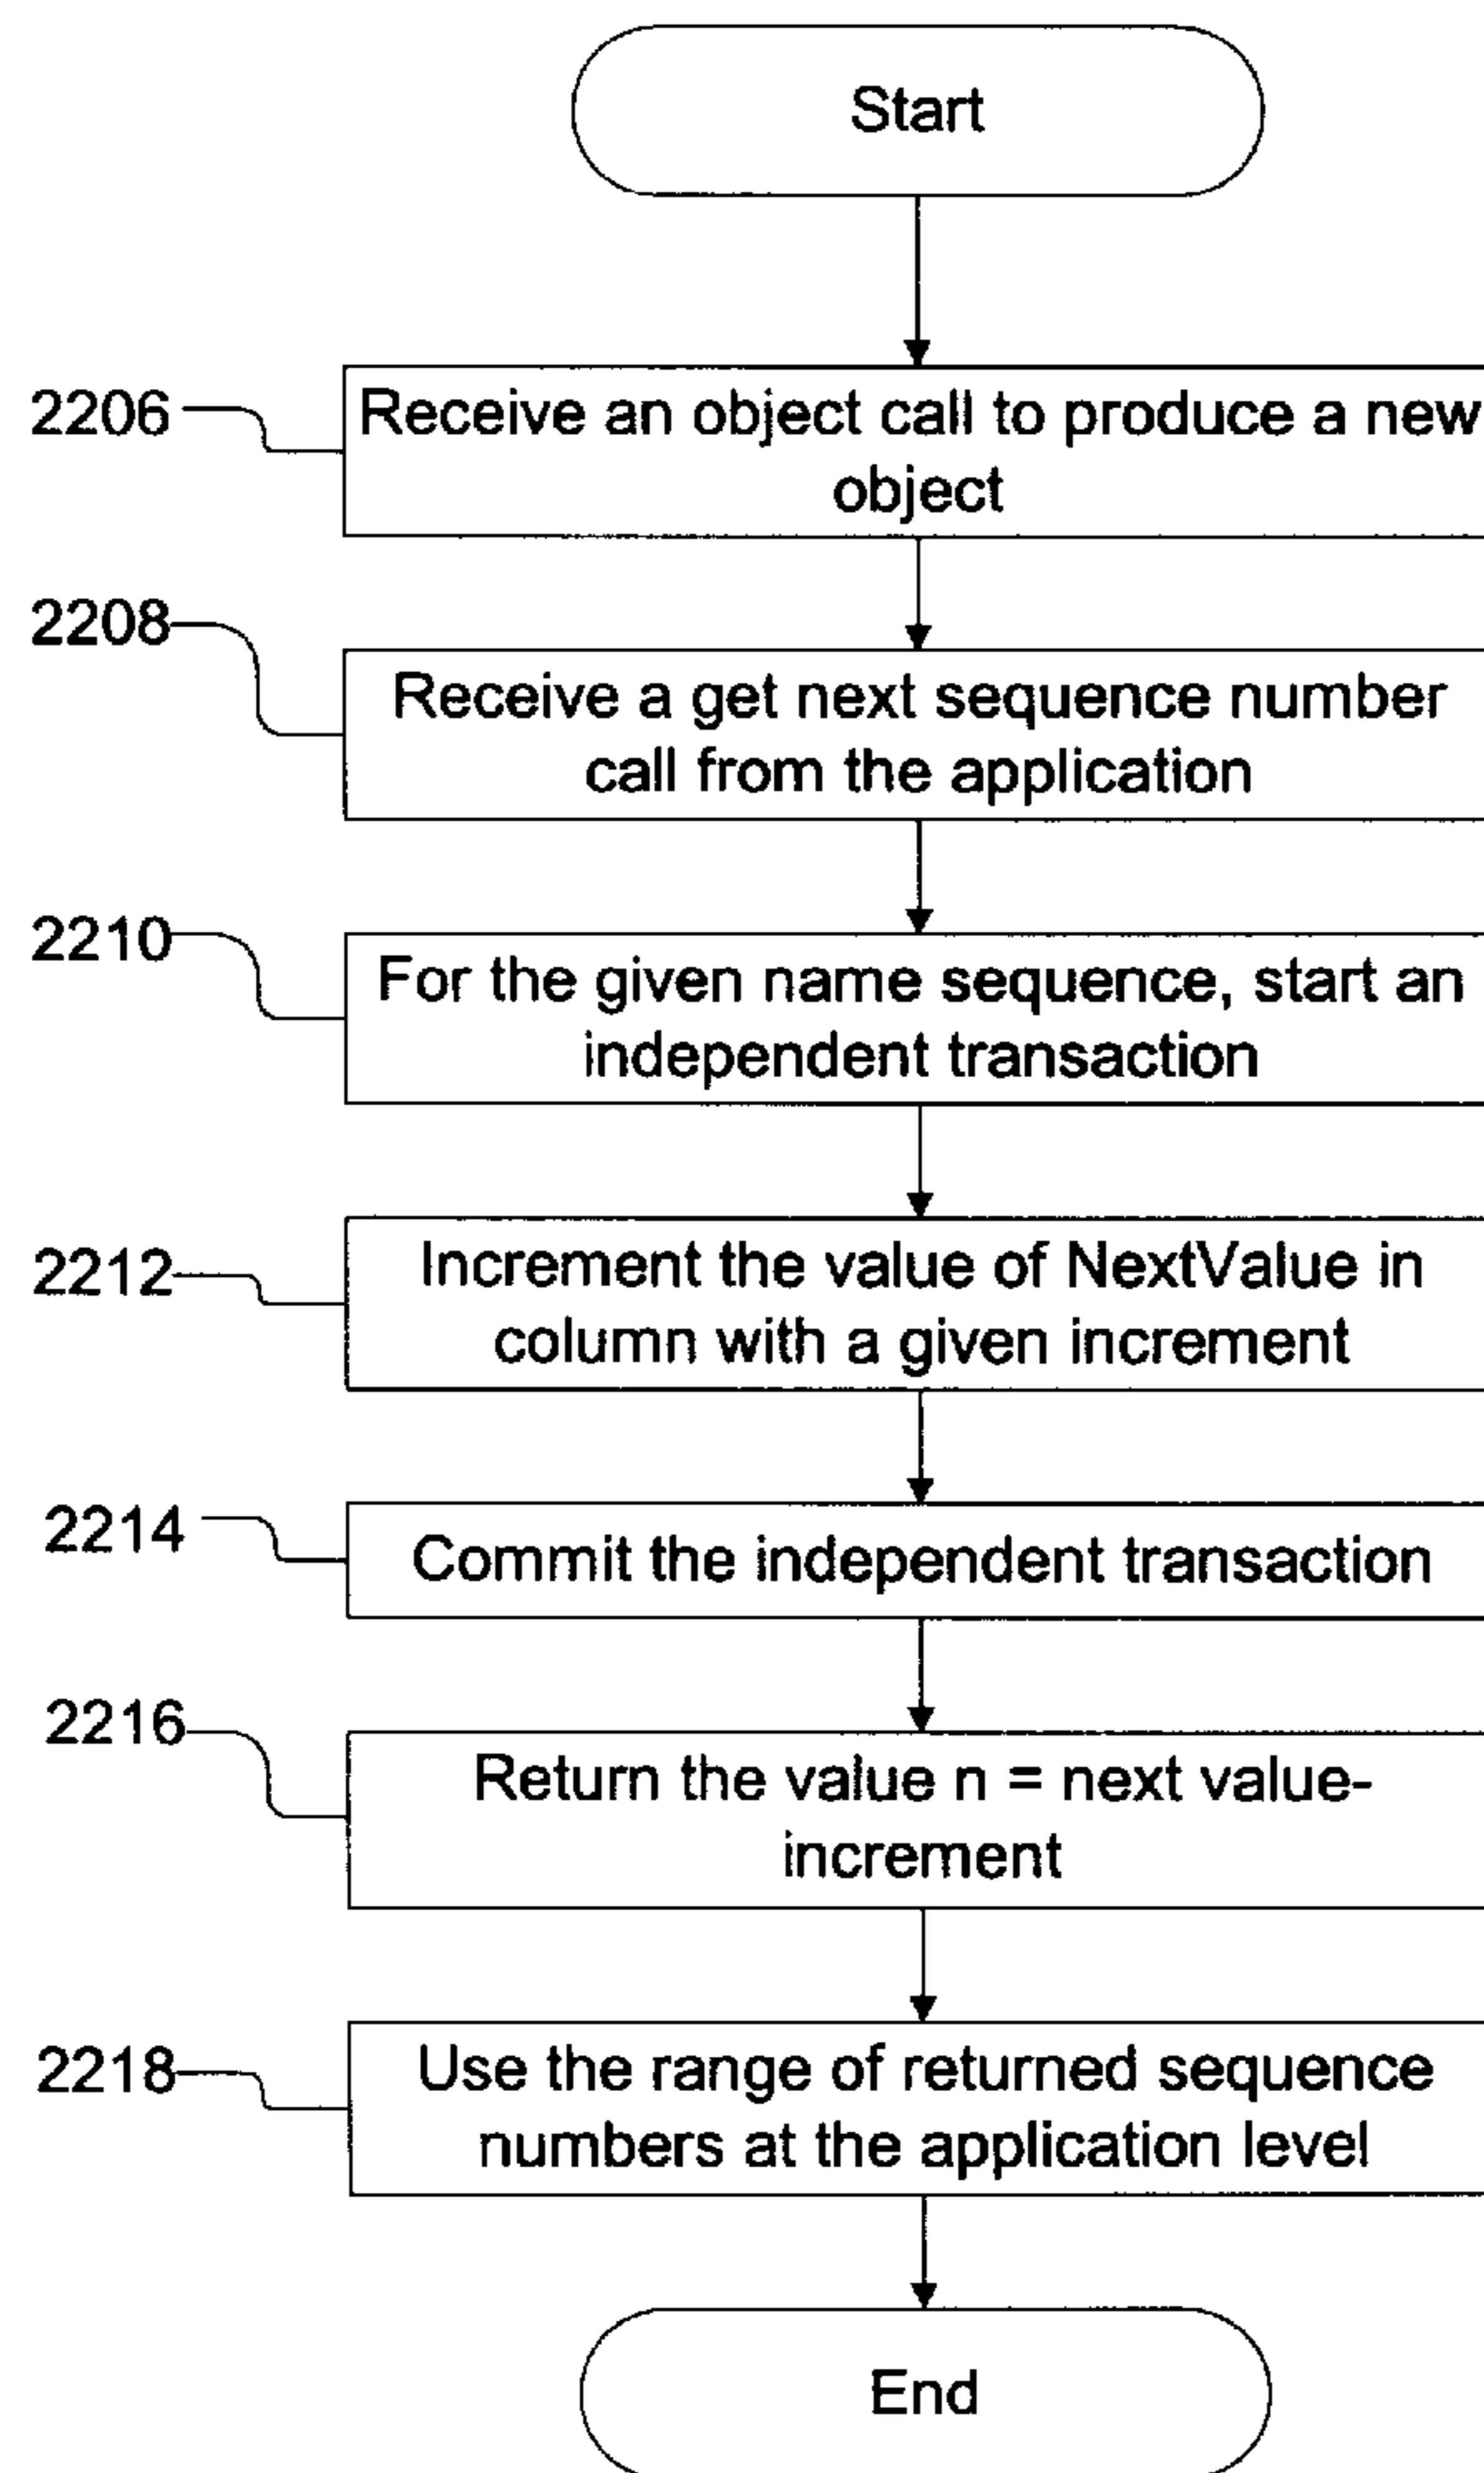 Start
2206
Receive an object call to produce a new
object
2208
Receive a get next sequence number
call from the application
2210
For the given name sequence, start an
independent transaction
2212
Increment the value of NextValue in
column with a given increment
2214
Commit the independent transaction
2216
Return the value n = next value-
increment
2218
Use the range of returned sequence
numbers at the application level
End